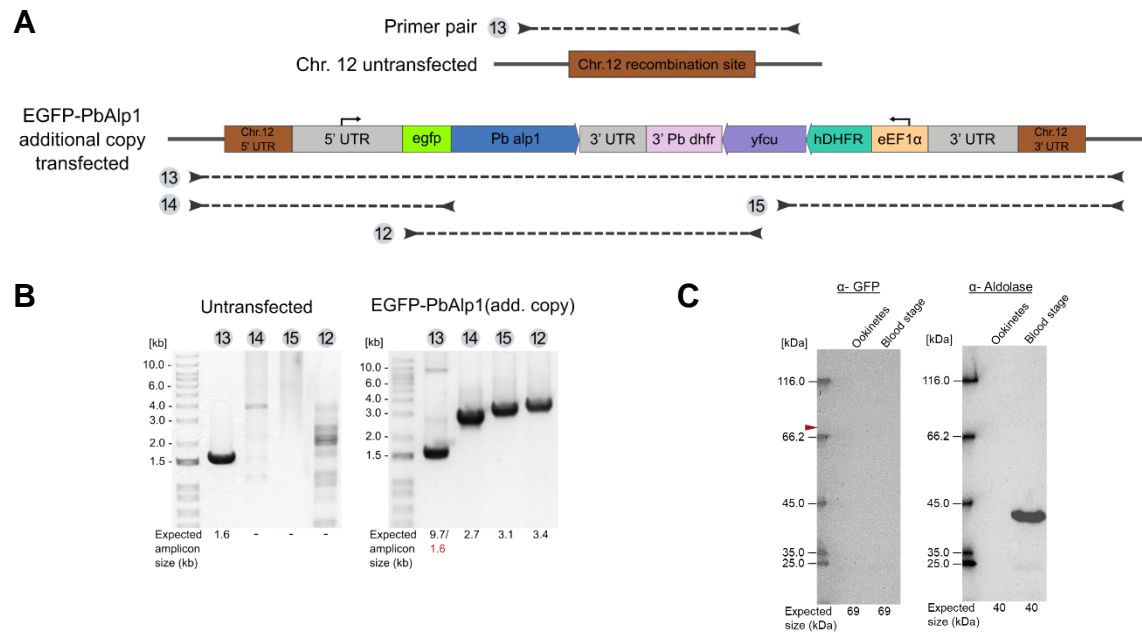 A
Primer pair 13
Chr. 12 untransfected
Chr.12 recombination site
EGFP-PbAlp1
additional copy
transfected
Chr.12
5' UTR
5' UTR
egfp
Pb alp1
3' UTR
3' Pb dhfr
yfcu
hDHFR
eEF1α
3' UTR
Chr.12
3' UTR
13
14
15
12
B
Untransfected
[kb] 13 14 15 12
10.0
6.0
4.0
3.0
2.0
1.5
Expected 1.6 - - -
amplicon
size (kb)
EGFP-PbAlp1(add. copy)
[kb] 13 14 15 12
10.0
6.0
4.0
3.0
2.0
1.5
Expected 9.7/ 2.7 3.1 3.4
amplicon 1.6
size (kb)
C
α- GFP
Ookinetes
Blood stage
[kDa]
116.0
66.2
45.0
35.0
25.0
Expected 69 69
size (kDa)
α- Aldolase
Ookinetes
Blood stage
[kDa]
116.0
66.2
45.0
35.0
25.0
Expected 40 40
size (kDa)